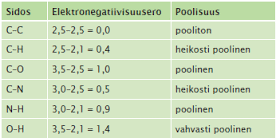 Sidos Elektronegatiivisuusero Poolisuus
C–C 2,5–2,5 = 0,0 pooliton
C–H 2,5–2,1 = 0,4 heikosti poolinen
C–O 3,5–2,5 = 1,0 poolinen
C–N 3,0–2,5 = 0,5 heikosti poolinen
N–H 3,0–2,1 = 0,9 poolinen
O–H 3,5–2,1 = 1,4 vahvasti poolinen